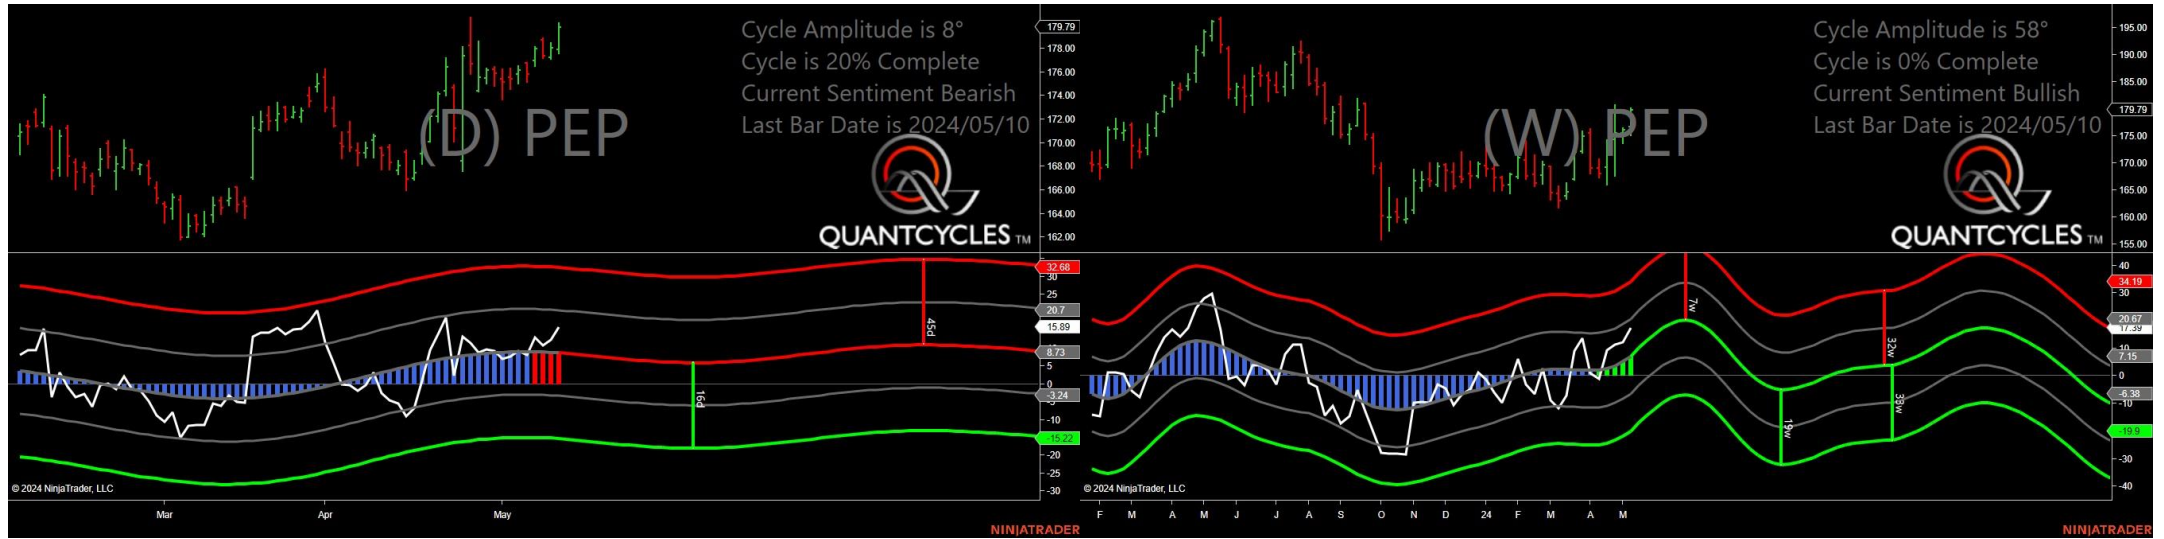 Cycle Amplitude is 8°
Cycle is 20% Complete
Current Sentiment Bearish
Last Bar Date is 2024/05/10
(D) PEP
QUANTCYCLES TM
179.79
178.00
176.00
174.00
172.00
170.00
168.00
166.00
164.00
162.00
32.68
30
25
20.7
15.89
8.73
5
0
-3.24
-10
-15.22
-20
-25
-30
45d
16d
© 2024 NinjaTrader, LLC
Mar Apr May
NINJATRADER
Cycle Amplitude is 58°
Cycle is 0% Complete
Current Sentiment Bullish
Last Bar Date is 2024/05/10
(W) PEP
QUANTCYCLES TM
195.00
190.00
185.00
179.79
175.00
170.00
165.00
160.00
155.00
40
34.19
30
20.67
17.39
10
7.15
0
-6.38
-10
-19.9
-30
-40
7w
32w
19w
© 2024 NinjaTrader, LLC
F M A M J J A S O N D 24 F M A M
NINJATRADER